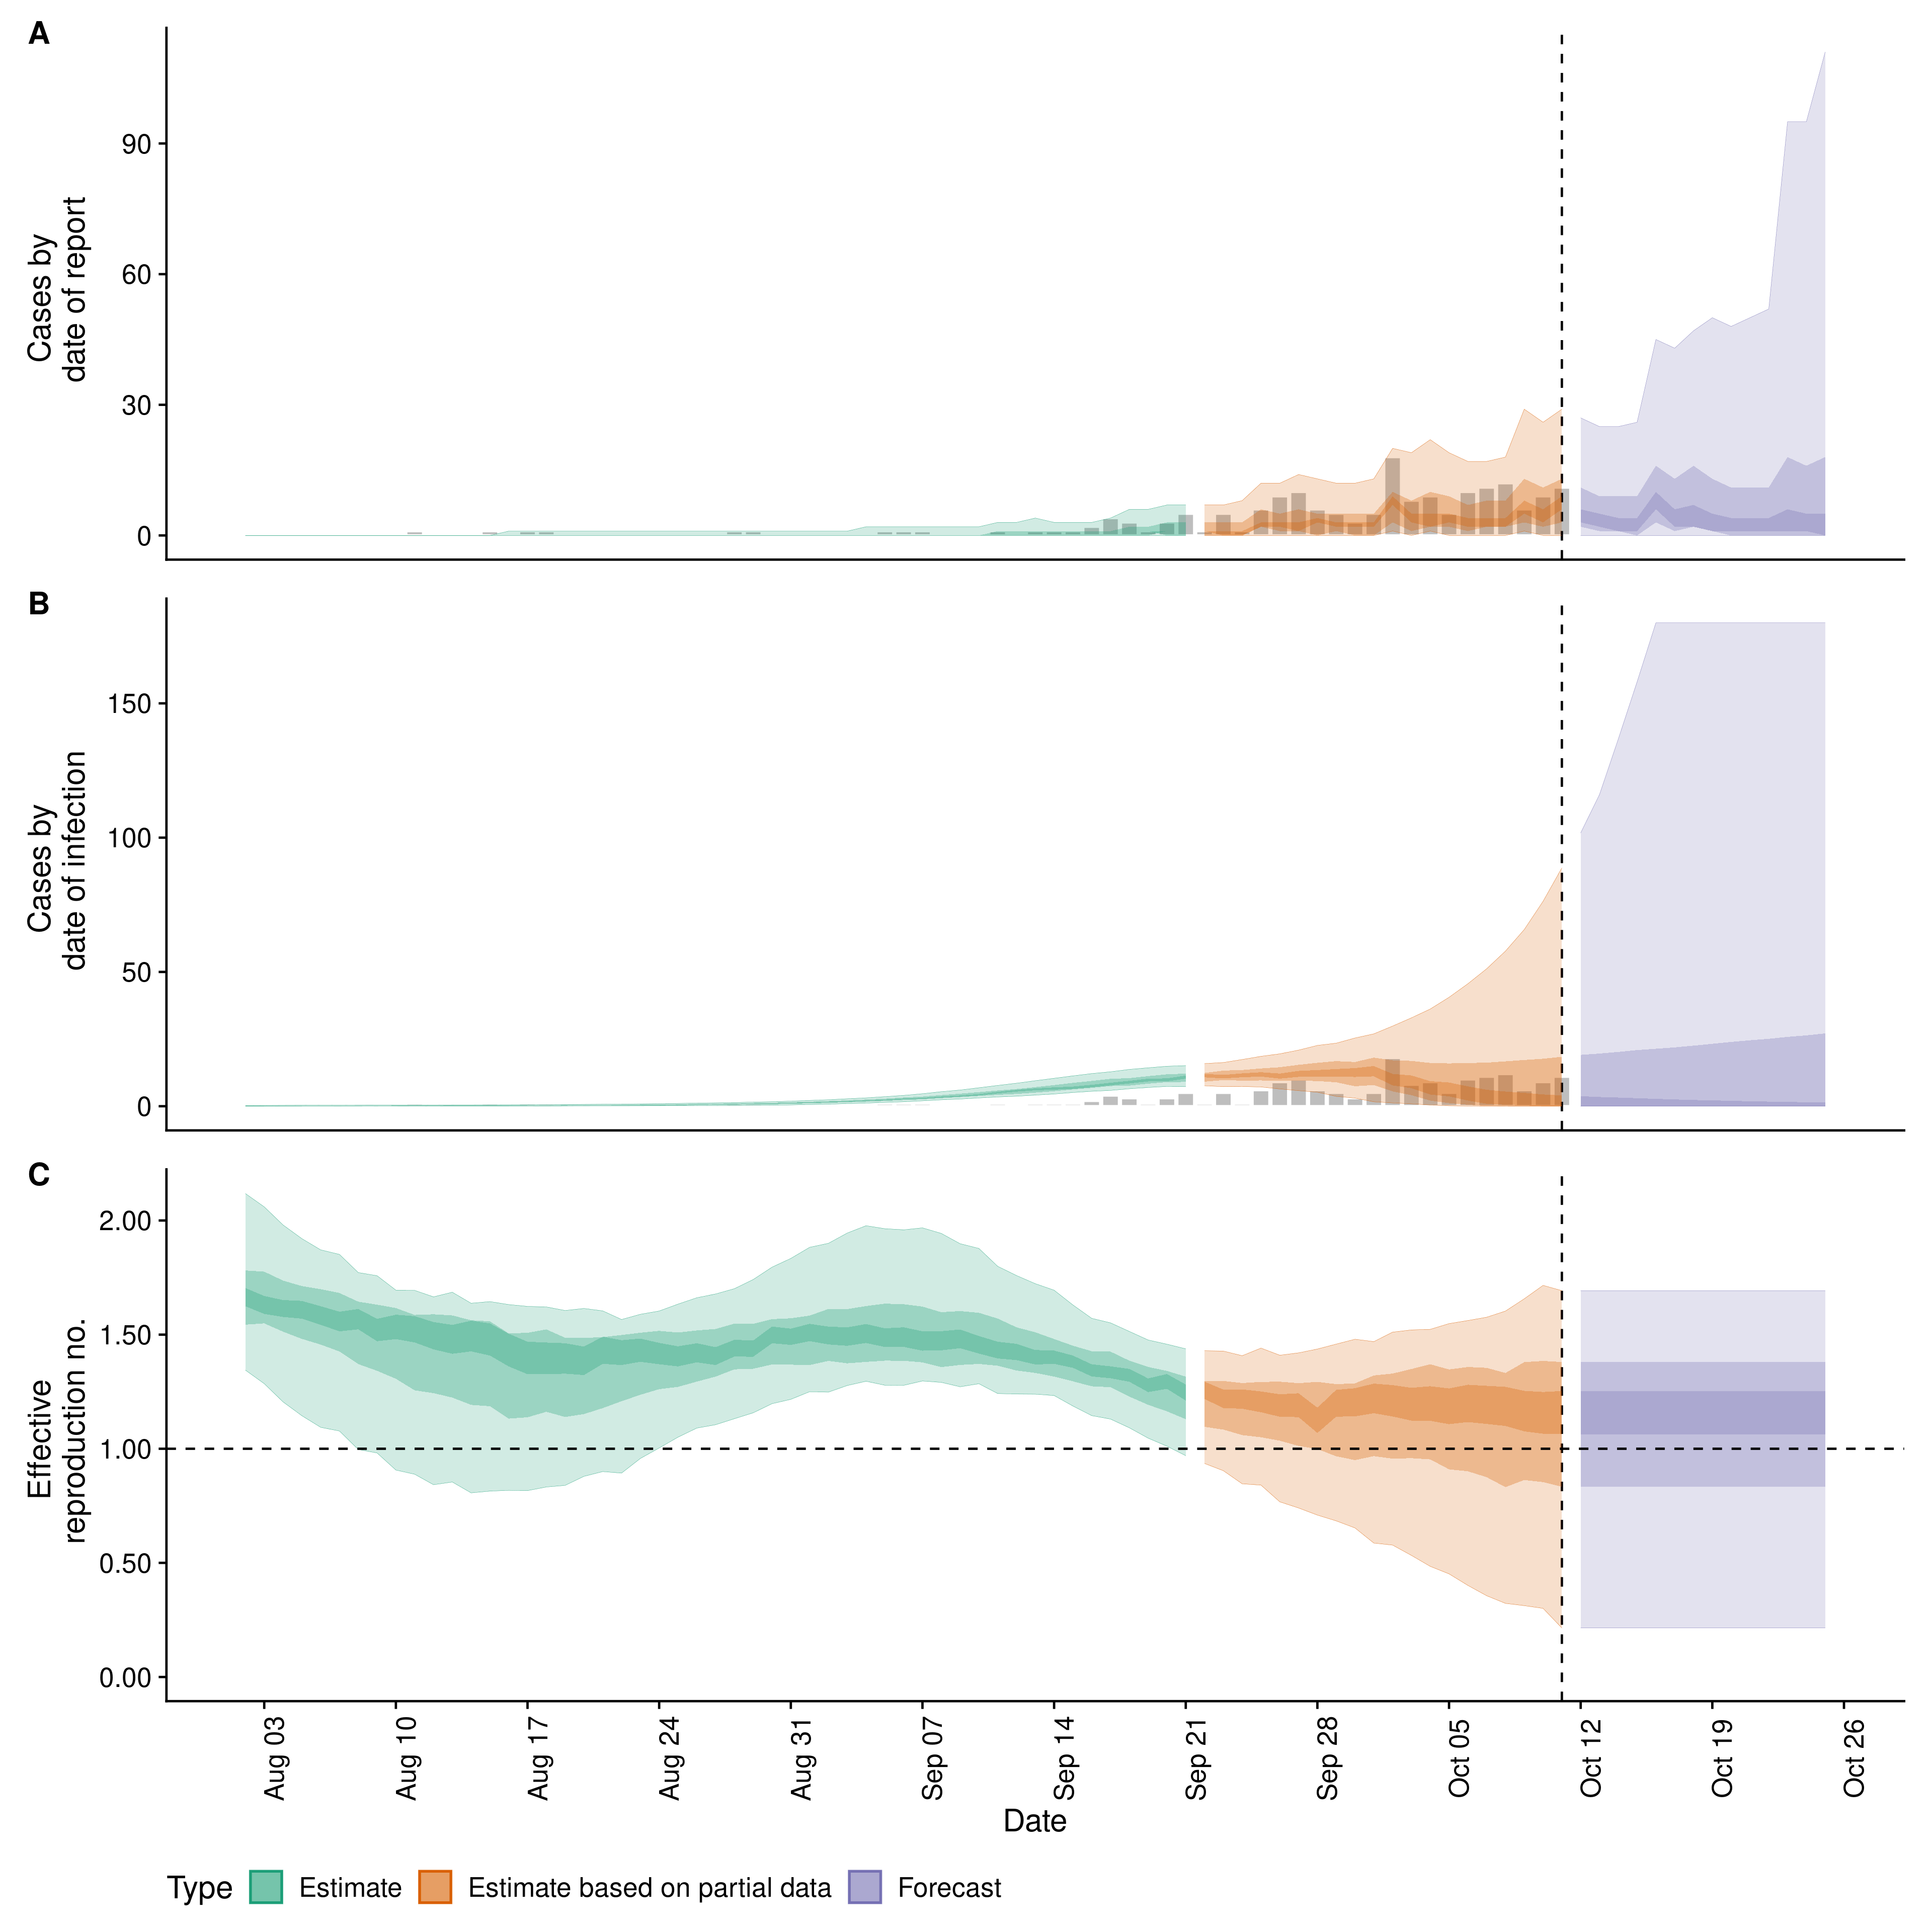 A
Cases by
date of report
90
60
30
0
B
Cases by
date of infection
150
100
50
0
C
Effective
reproduction no.
2.00
1.50
1.00
0.50
0.00
Aug 03
Aug 10
Aug 17
Aug 24
Aug 31
Sep 07
Sep 14
Sep 21
Sep 28
Oct 05
Oct 12
Oct 19
Oct 26
Date
Type
Estimate
Estimate based on partial data
Forecast